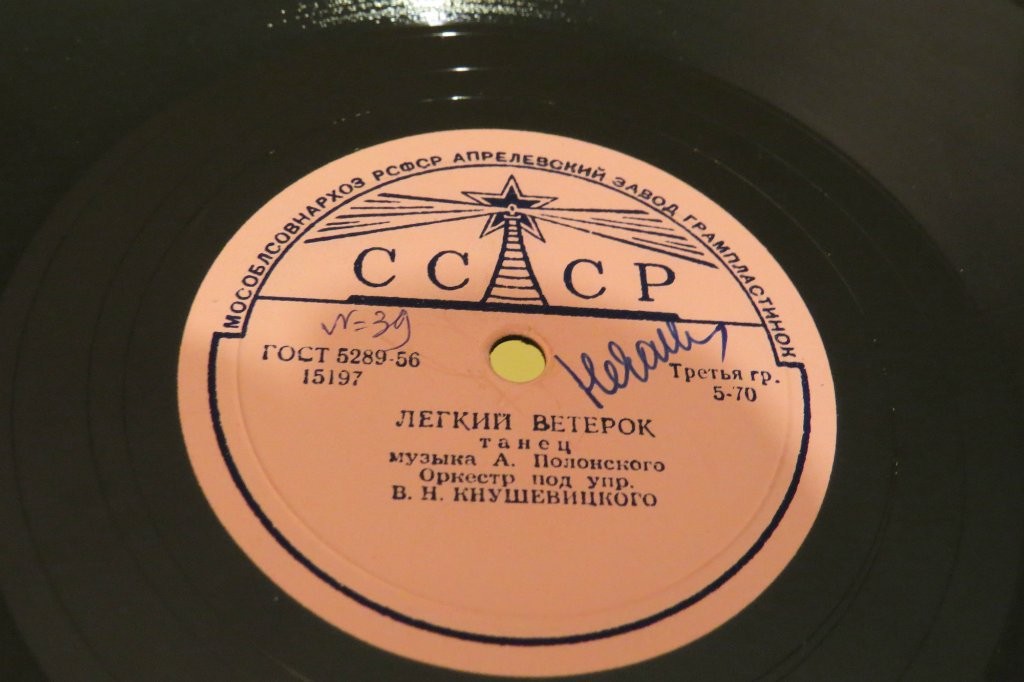 МОСОБЛСОВНАРХОЗ РСФСР АПРЕЛЕВСКИЙ ЗАВОД ГРАМПЛАСТИНОК
СССР
N=39
ГОСТ 5289-56
15197
Третья гр.
5-70
ЛЕГКИЙ ВЕТЕРОК
танец
музыка А. Полонского
Оркестр под упр.
В. Н. КНУШЕВИЦКОГО